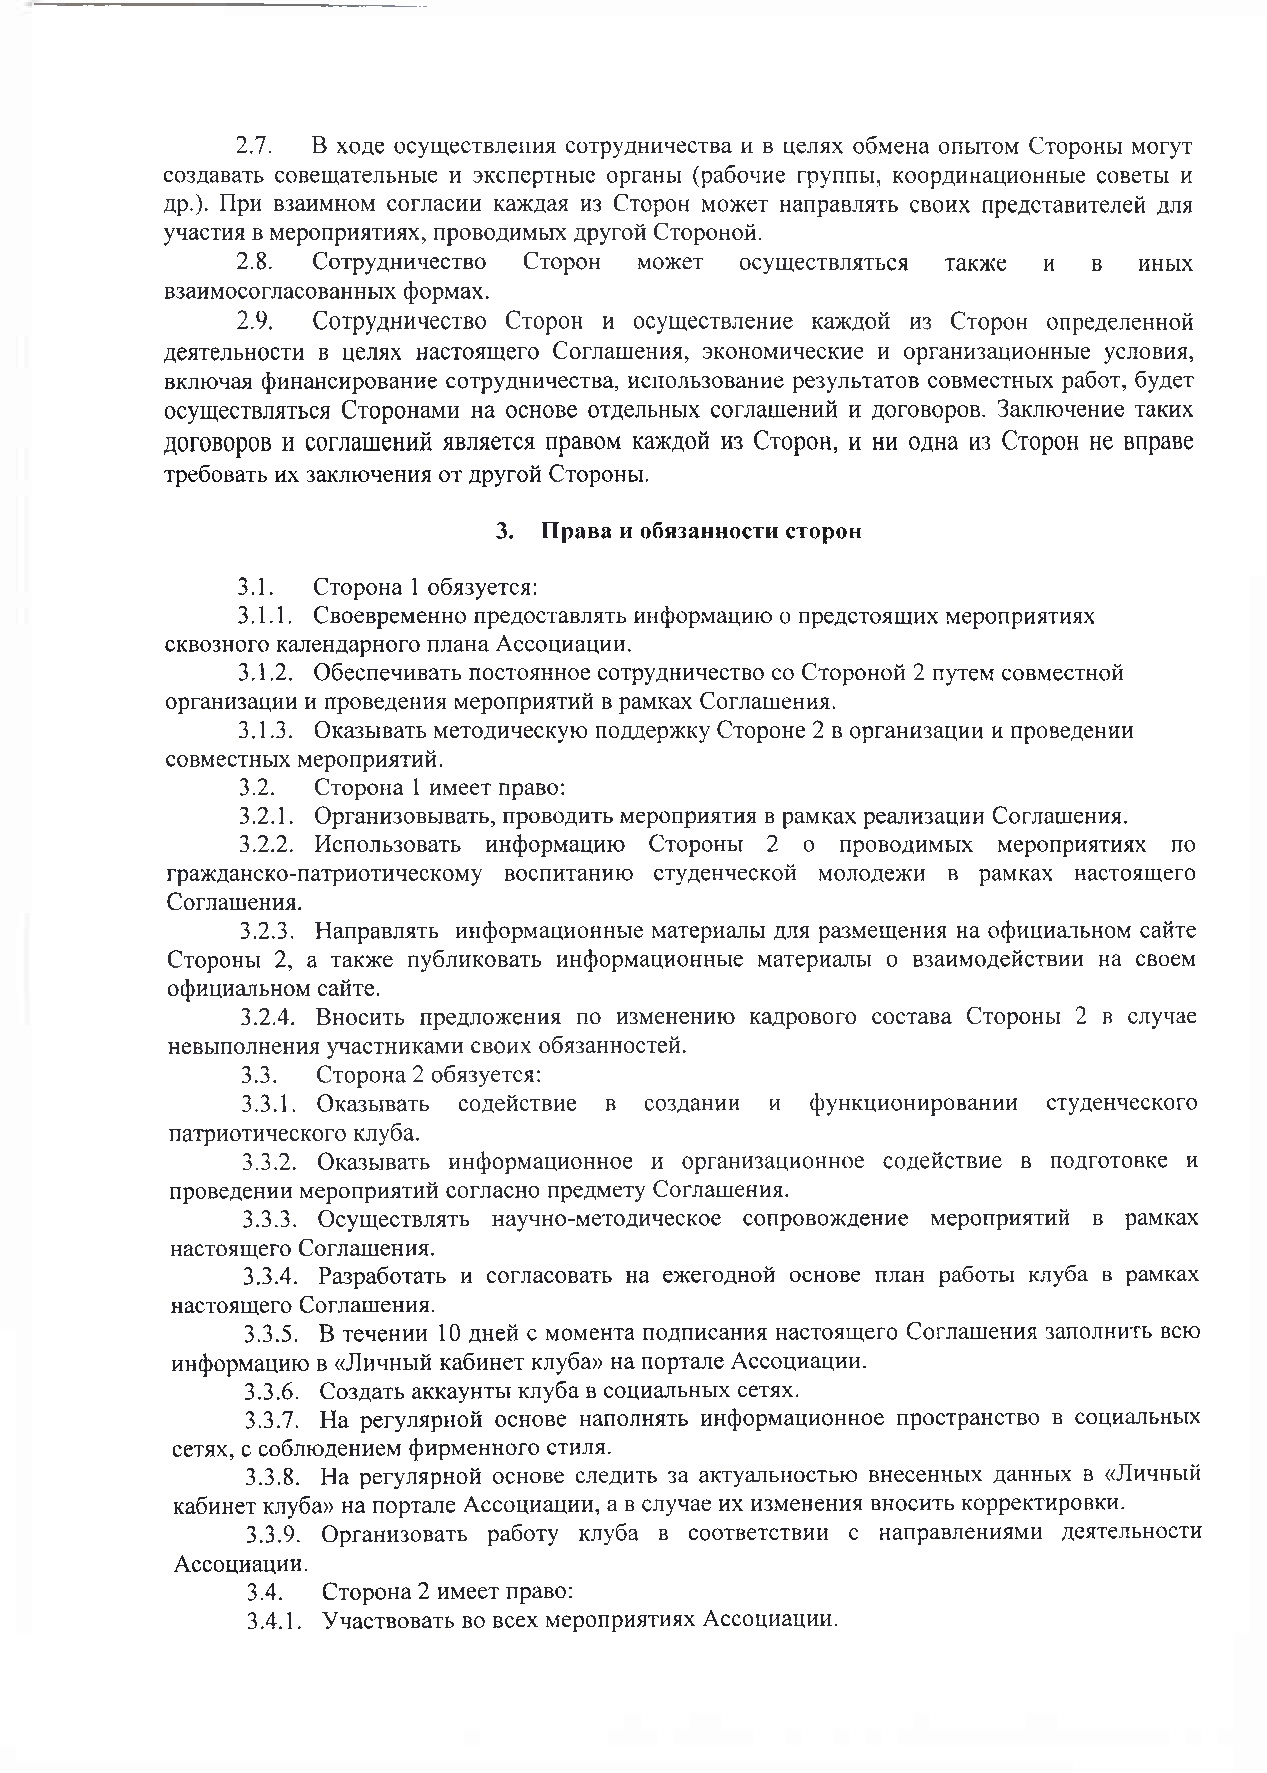 2.7. В ходе осуществления сотрудничества и в целях обмена опытом Стороны могут
создавать совещательные и экспертные органы (рабочие группы, координационные советы и
др.). При взаимном согласии каждая из Сторон может направлять своих представителей для
участия в мероприятиях, проводимых другой Стороной.
2.8. Сотрудничество Сторон может осуществляться также и в иных
взаимосогласованных формах.
2.9. Сотрудничество Сторон и осуществление каждой из Сторон определенной
деятельности в целях настоящего Соглашения, экономические и организационные условия,
включая финансирование сотрудничества, использование результатов совместных работ, будет
осуществляться Сторонами на основе отдельных соглашений и договоров. Заключение таких
договоров и соглашений является правом каждой из Сторон, и ни одна из Сторон не вправе
требовать их заключения от другой Стороны.
3. Права и обязанности сторон
3.1. Сторона 1 обязуется:
3.1.1. Своевременно предоставлять информацию о предстоящих мероприятиях
сквозного календарного плана Ассоциации.
3.1.2. Обеспечивать постоянное сотрудничество со Стороной 2 путем совместной
организации и проведения мероприятий в рамках Соглашения.
3.1.3. Оказывать методическую поддержку Стороне 2 в организации и проведении
совместных мероприятий.
3.2. Сторона 1 имеет право:
3.2.1. Организовывать, проводить мероприятия в рамках реализации Соглашения.
3.2.2. Использовать информацию Стороны 2 о проводимых мероприятиях по
гражданско-патриотическому воспитанию студенческой молодежи в рамках настоящего
Соглашения.
3.2.3. Направлять информационные материалы для размещения на официальном сайте
Стороны 2, а также публиковать информационные материалы о взаимодействии на своем
официальном сайте.
3.2.4. Вносить предложения по изменению кадрового состава Стороны 2 в случае
невыполнения участниками своих обязанностей.
3.3. Сторона 2 обязуется:
3.3.1. Оказывать содействие в создании и функционировании студенческого
патриотического клуба.
3.3.2. Оказывать информационное и организационное содействие в подготовке и
проведении мероприятий согласно предмету Соглашения.
3.3.3. Осуществлять научно-методическое сопровождение мероприятий в рамках
настоящего Соглашения.
3.3.4. Разработать и согласовать на ежегодной основе план работы клуба в рамках
настоящего Соглашения.
3.3.5. В течении 10 дней с момента подписания настоящего Соглашения заполнить всю
информацию в «Личный кабинет клуба» на портале Ассоциации.
3.3.6. Создать аккаунты клуба в социальных сетях.
3.3.7. На регулярной основе наполнять информационное пространство в социальных
сетях, с соблюдением фирменного стиля.
3.3.8. На регулярной основе следить за актуальностью внесенных данных в «Личный
кабинет клуба» на портале Ассоциации, а в случае их изменения вносить корректировки.
3.3.9. Организовать работу клуба в соответствии с направлениями деятельности
Ассоциации.
3.4. Сторона 2 имеет право:
3.4.1. Участвовать во всех мероприятиях Ассоциации.